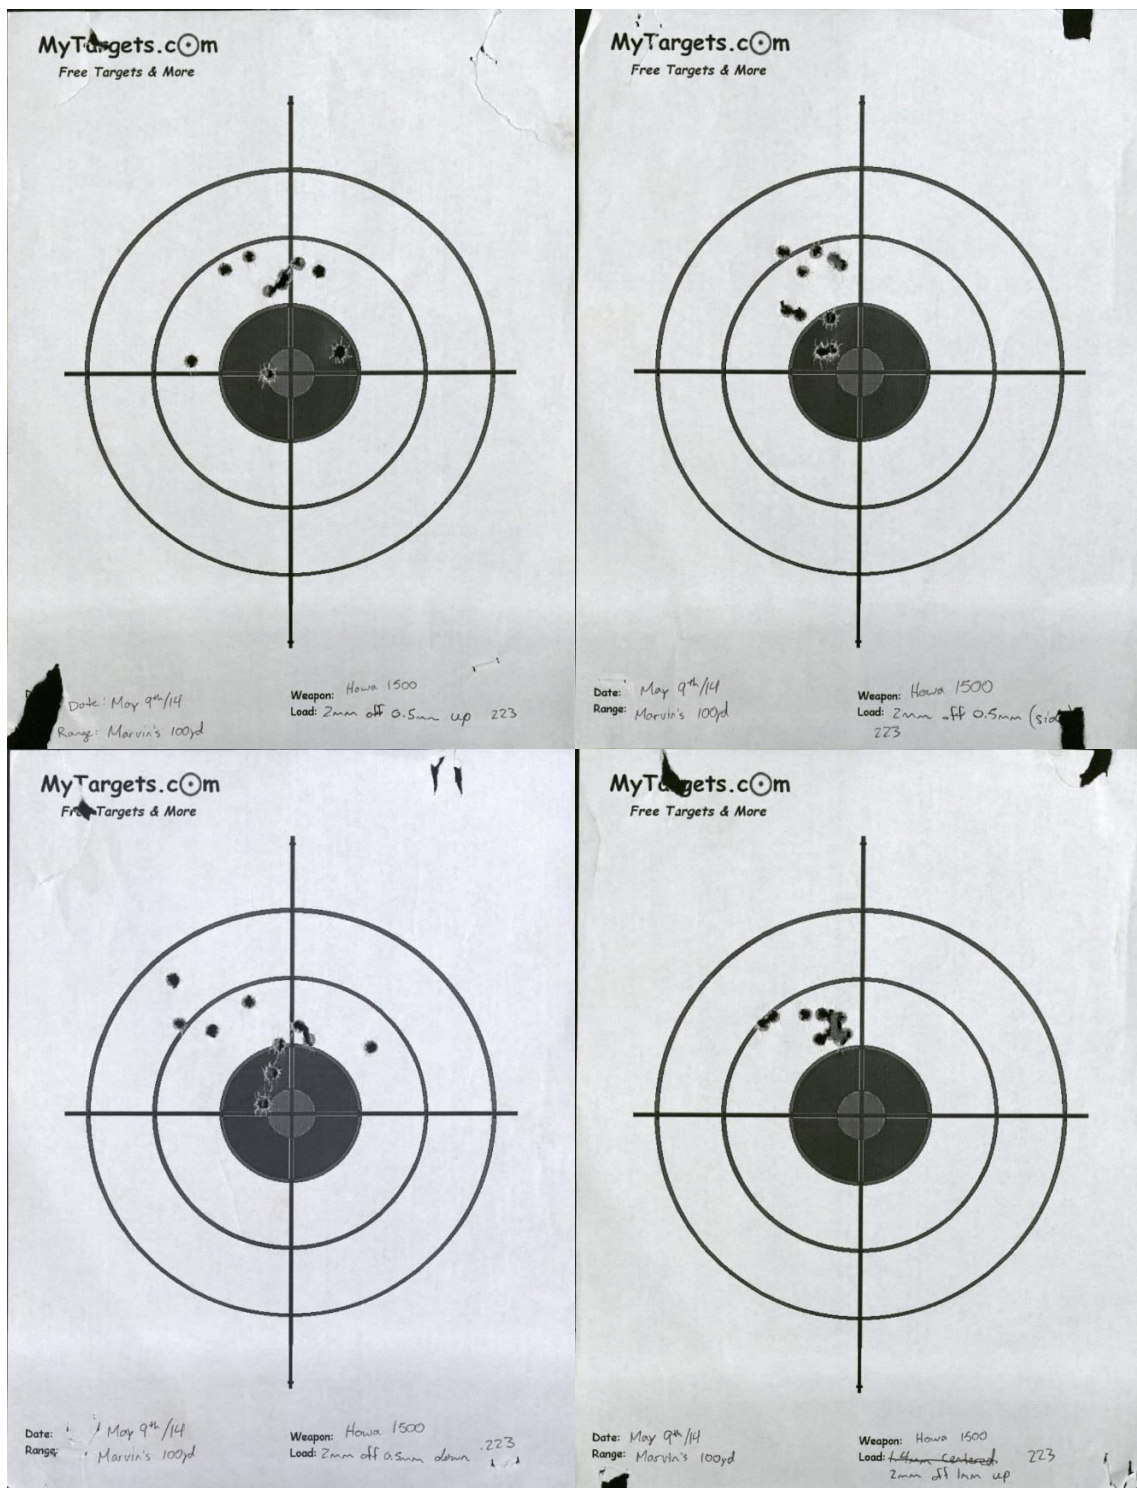 MyTargets.com
Free Targets & More
Date: May 9th/14
Range: Marvin's 100yd
Weapon: Howa 1500
Load: 2mm off 0.5mm up 223
MyTargets.com
Free Targets & More
Date: May 9th/14
Range: Marvin's 100yd
Weapon: Howa 1500
Load: 2mm off 0.5mm (side
223
MyTargets.com
Free Targets & More
Date: May 9th/14
Range: Marvin's 100yd
Weapon: Howa 1500
Load: 2mm off 0.5mm down .223
MyTargets.com
Free Targets & More
Date: May 9th/14
Range: Marvin's 100yd
Weapon: Howa 1500
Load: 1.4mm centered 223
2mm off 1mm up